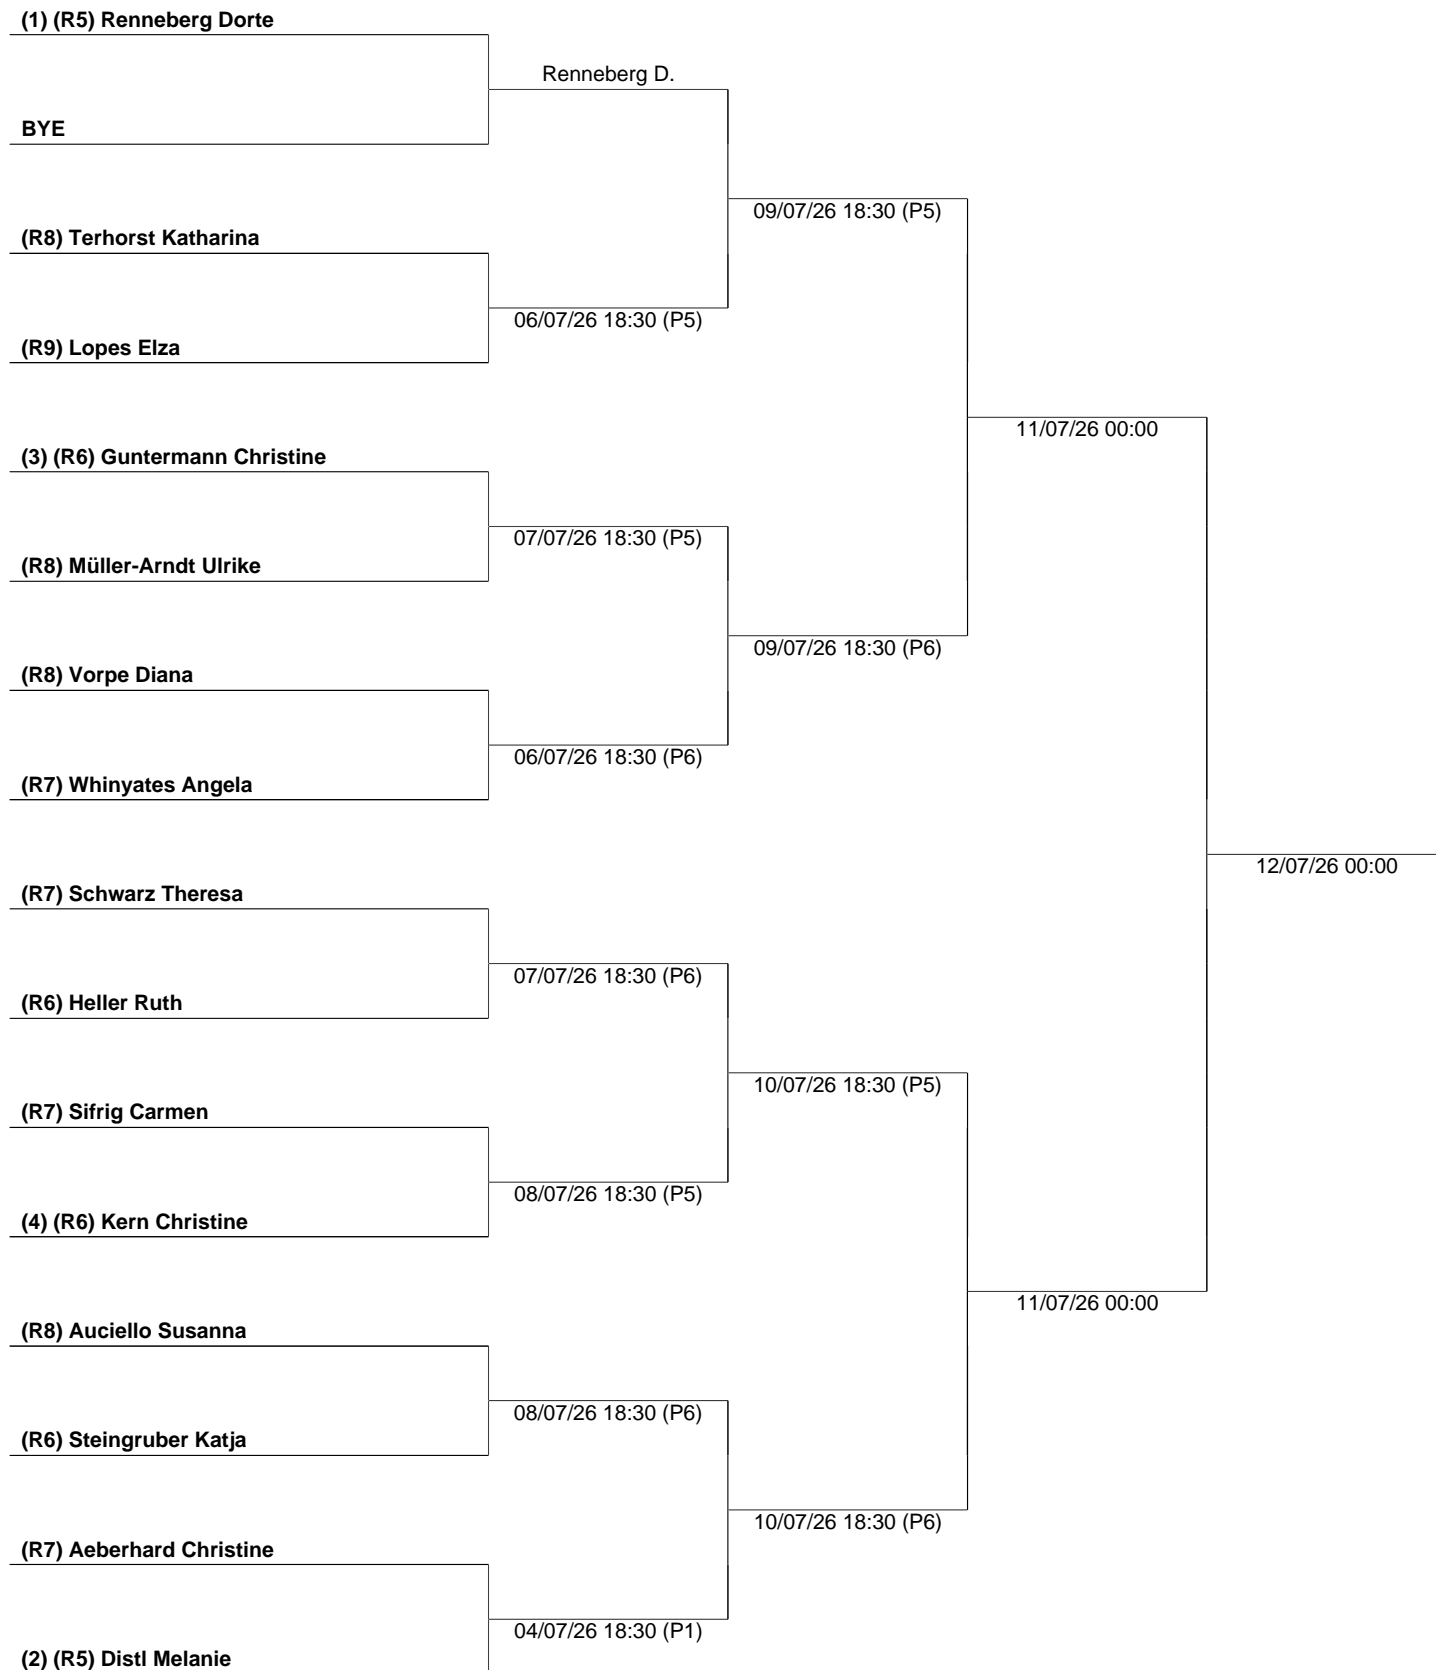 (1) (R5) Renneberg Dorte
Renneberg D.
BYE
09/07/26 18:30 (P5)
(R8) Terhorst Katharina
06/07/26 18:30 (P5)
(R9) Lopes Elza
11/07/26 00:00
(3) (R6) Guntermann Christine
07/07/26 18:30 (P5)
(R8) Müller-Arndt Ulrike
09/07/26 18:30 (P6)
(R8) Vorpe Diana
06/07/26 18:30 (P6)
(R7) Whinyates Angela
12/07/26 00:00
(R7) Schwarz Theresa
07/07/26 18:30 (P6)
(R6) Heller Ruth
10/07/26 18:30 (P5)
(R7) Sifrig Carmen
08/07/26 18:30 (P5)
(4) (R6) Kern Christine
11/07/26 00:00
(R8) Auciello Susanna
08/07/26 18:30 (P6)
(R6) Steingruber Katja
10/07/26 18:30 (P6)
(R7) Aeberhard Christine
04/07/26 18:30 (P1)
(2) (R5) Distl Melanie